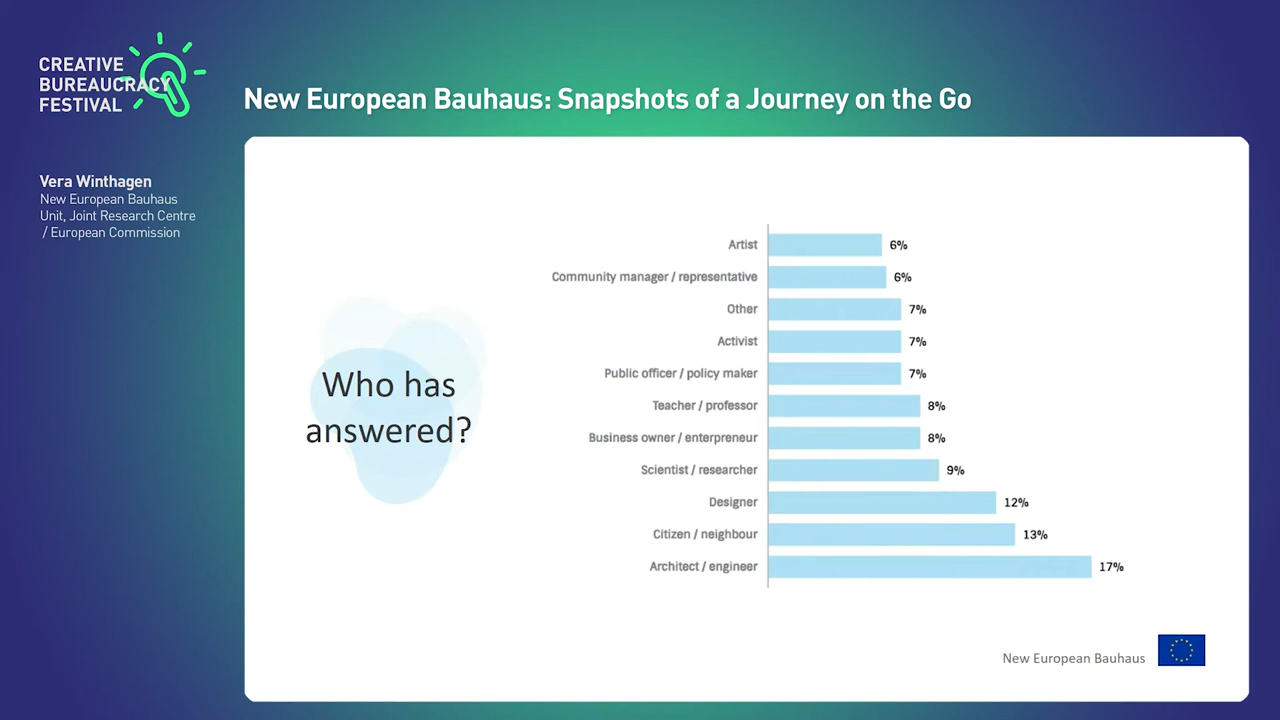 CREATIVE
BUREAUCRACY
FESTIVAL
New European Bauhaus: Snapshots of a Journey on the Go
Vera Winthagen
New European Bauhaus
Unit, Joint Research Centre
/ European Commission
Who has
answered?
Artist 6%
Community manager / representative 6%
Other 7%
Activist 7%
Public officer / policy maker 7%
Teacher / professor 8%
Business owner / enterpreneur 8%
Scientist / researcher 9%
Designer 12%
Citizen / neighbour 13%
Architect / engineer 17%
New European Bauhaus